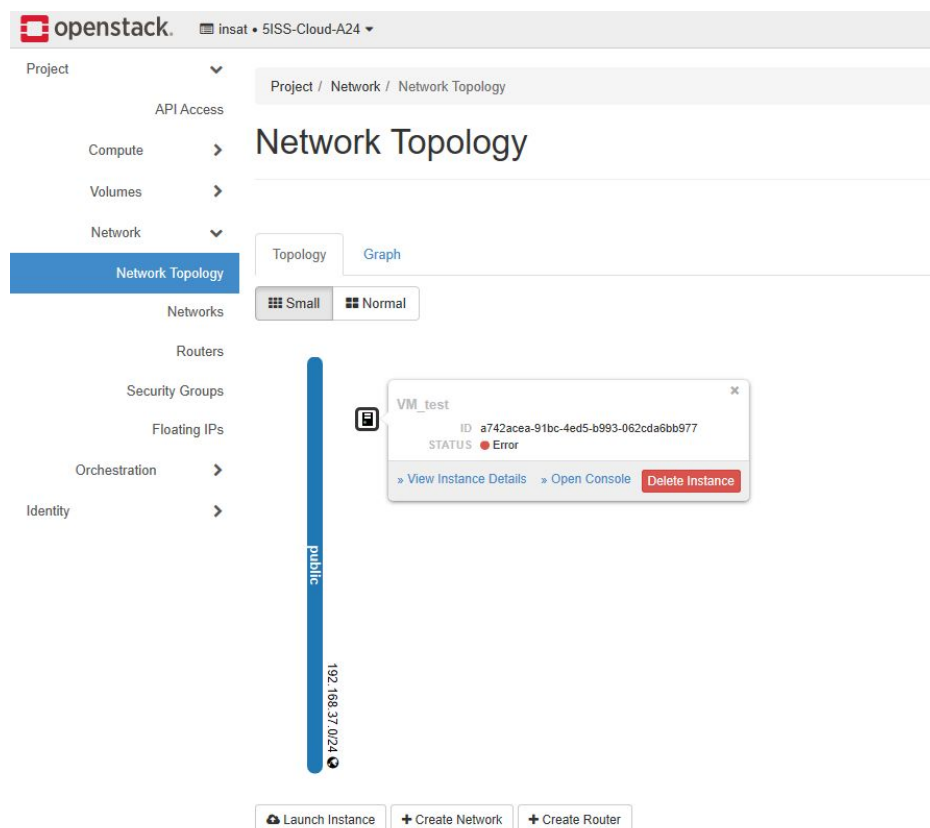 openstack. insat • 5ISS-Cloud-A24
Project
API Access
Compute
Volumes
Network
Network Topology
Networks
Routers
Security Groups
Floating IPs
Orchestration
Identity
Project / Network / Network Topology
Network Topology
Topology Graph
Small Normal
public
192.168.37.0/24
VM_test ×
ID a742acea-91bc-4ed5-b993-062cda6bb977
STATUS Error
» View Instance Details » Open Console Delete Instance
Launch Instance + Create Network + Create Router